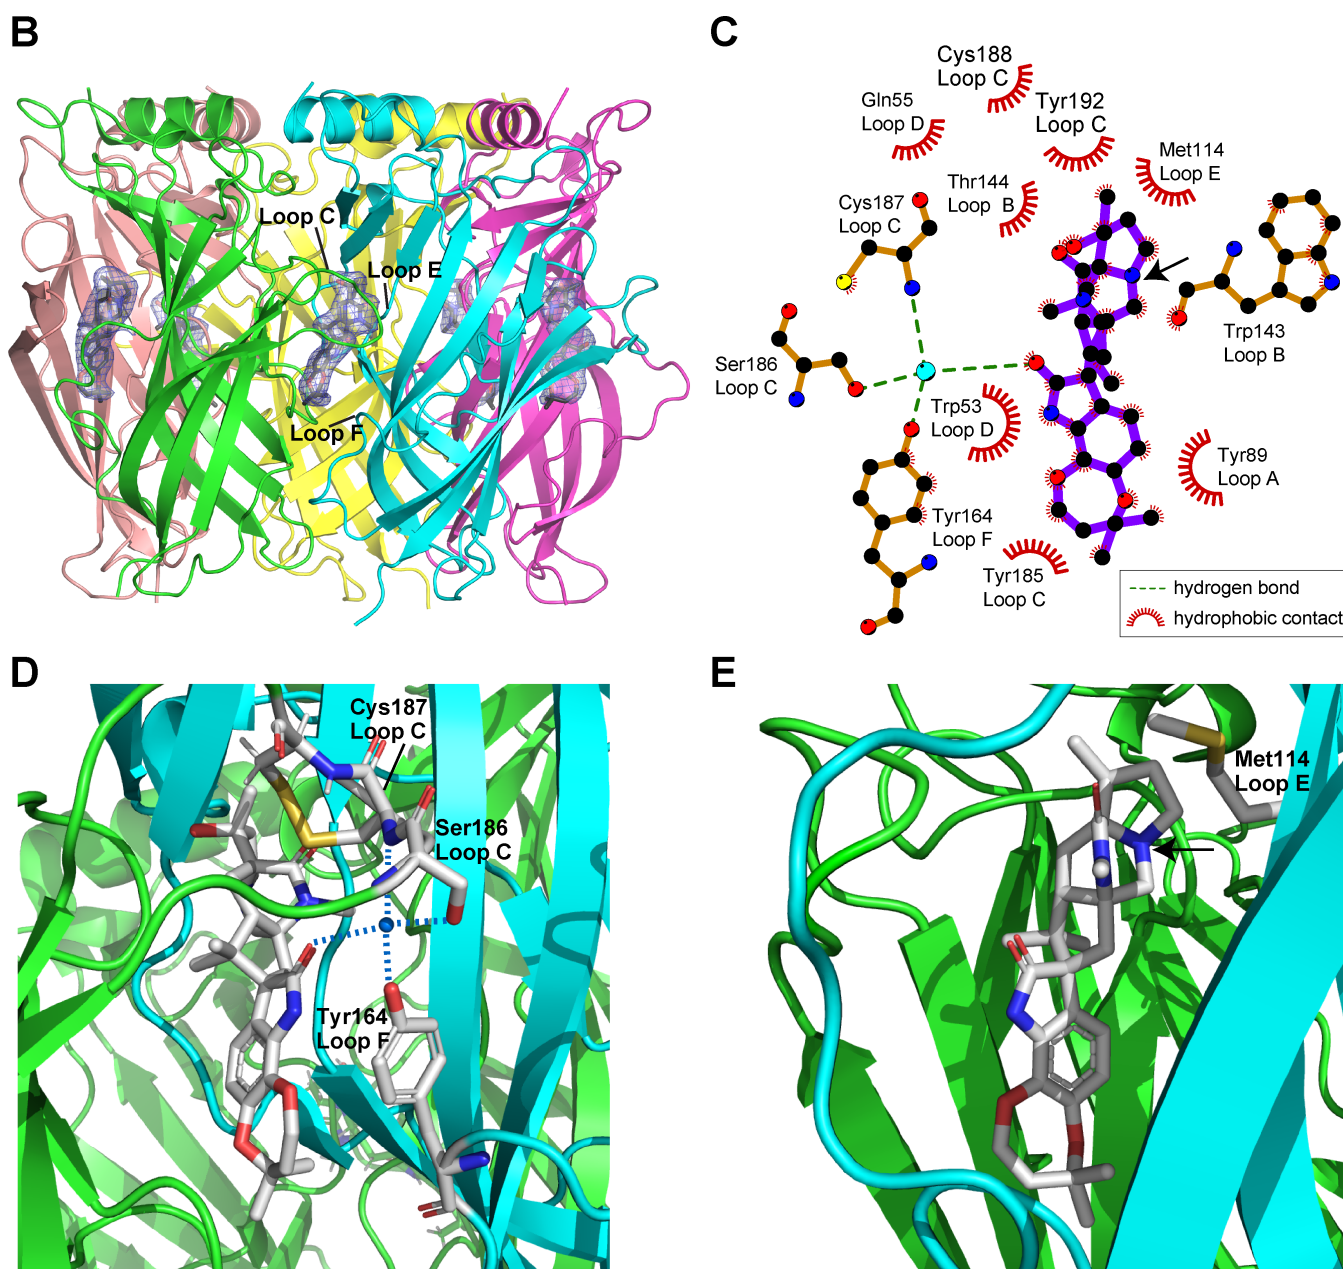 B
Loop C
Loop E
Loop F
C
Cys188
Loop C
Gln55
Loop D
Tyr192
Loop C
Met114
Loop E
Thr144
Loop B
Cys187
Loop C
Trp143
Loop B
Ser186
Loop C
Trp53
Loop D
Tyr89
Loop A
Tyr164
Loop F
Tyr185
Loop C
hydrogen bond
hydrophobic contact
D
Cys187
Loop C
Ser186
Loop C
Tyr164
Loop F
E
Met114
Loop E